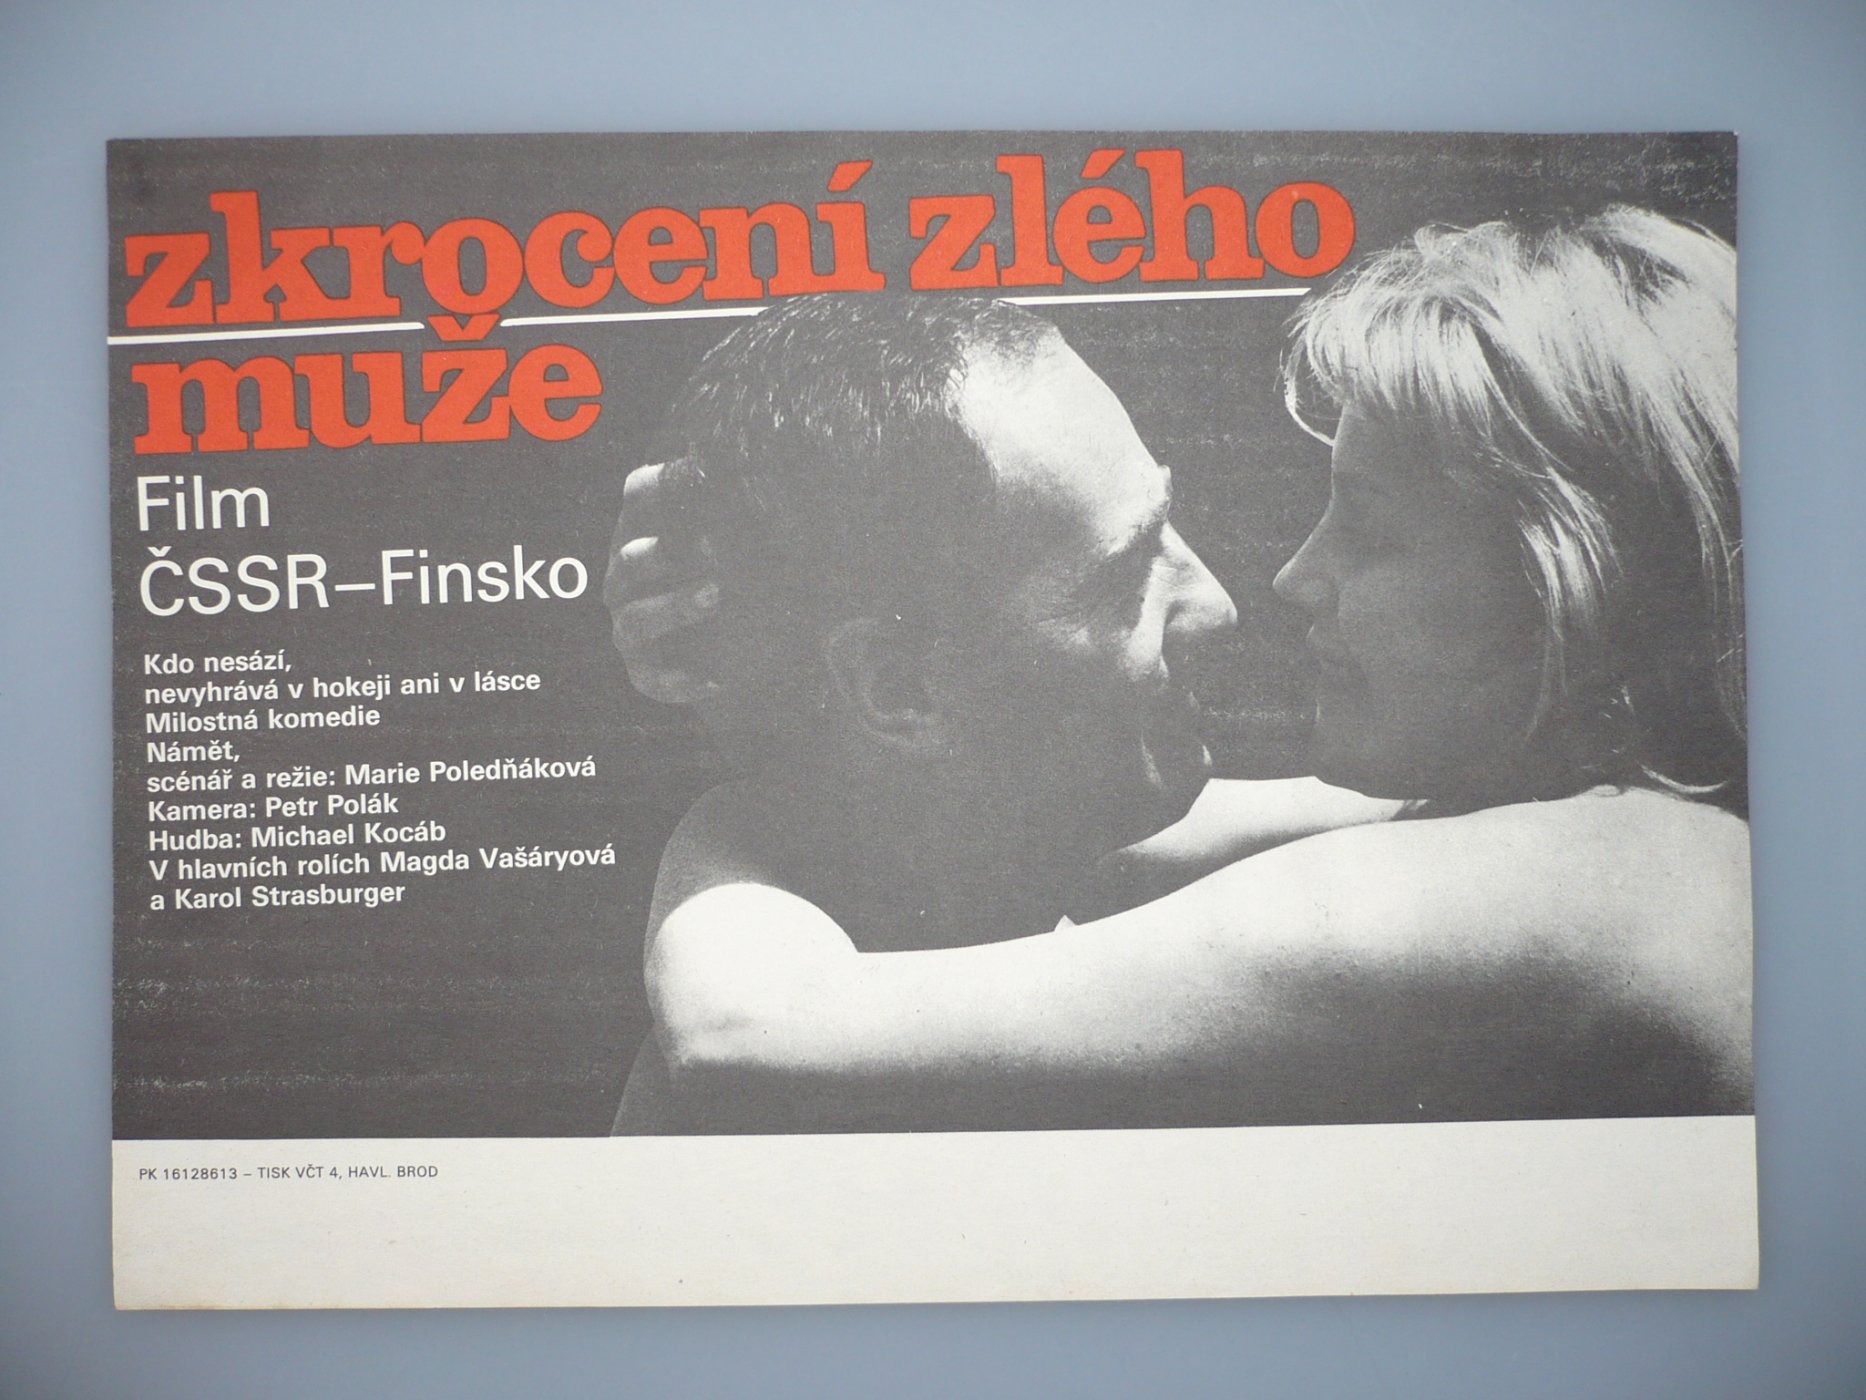 zkrocení zlého
muže
Film
ČSSR–Finsko
Kdo nesází,
nevyhrává v hokeji ani v lásce
Milostná komedie
Námět,
scénář a režie: Marie Poledňáková
Kamera: Petr Polák
Hudba: Michael Kocáb
V hlavních rolích Magda Vašáryová
a Karol Strasburger
PK 16128613 – TISK VČT 4, HAVL. BROD